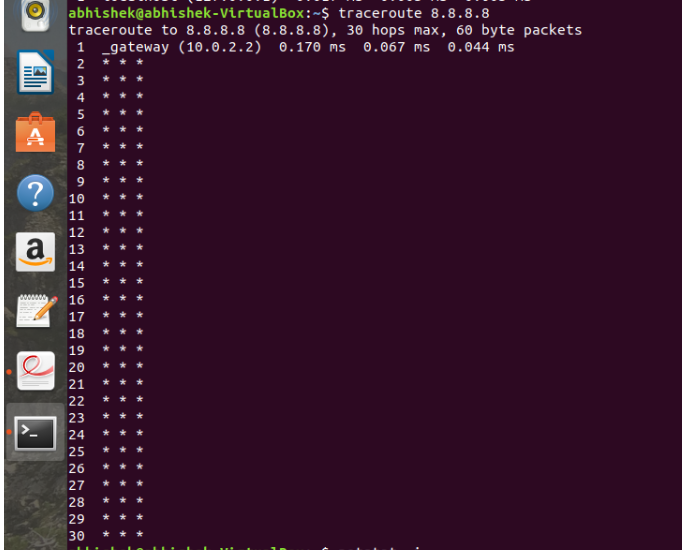 abhishek@abhishek-VirtualBox:~$ traceroute 8.8.8.8
traceroute to 8.8.8.8 (8.8.8.8), 30 hops max, 60 byte packets
 1  _gateway (10.0.2.2)  0.170 ms  0.067 ms  0.044 ms
 2  * * *
 3  * * *
 4  * * *
 5  * * *
 6  * * *
 7  * * *
 8  * * *
 9  * * *
10  * * *
11  * * *
12  * * *
13  * * *
14  * * *
15  * * *
16  * * *
17  * * *
18  * * *
19  * * *
20  * * *
21  * * *
22  * * *
23  * * *
24  * * *
25  * * *
26  * * *
27  * * *
28  * * *
29  * * *
30  * * *